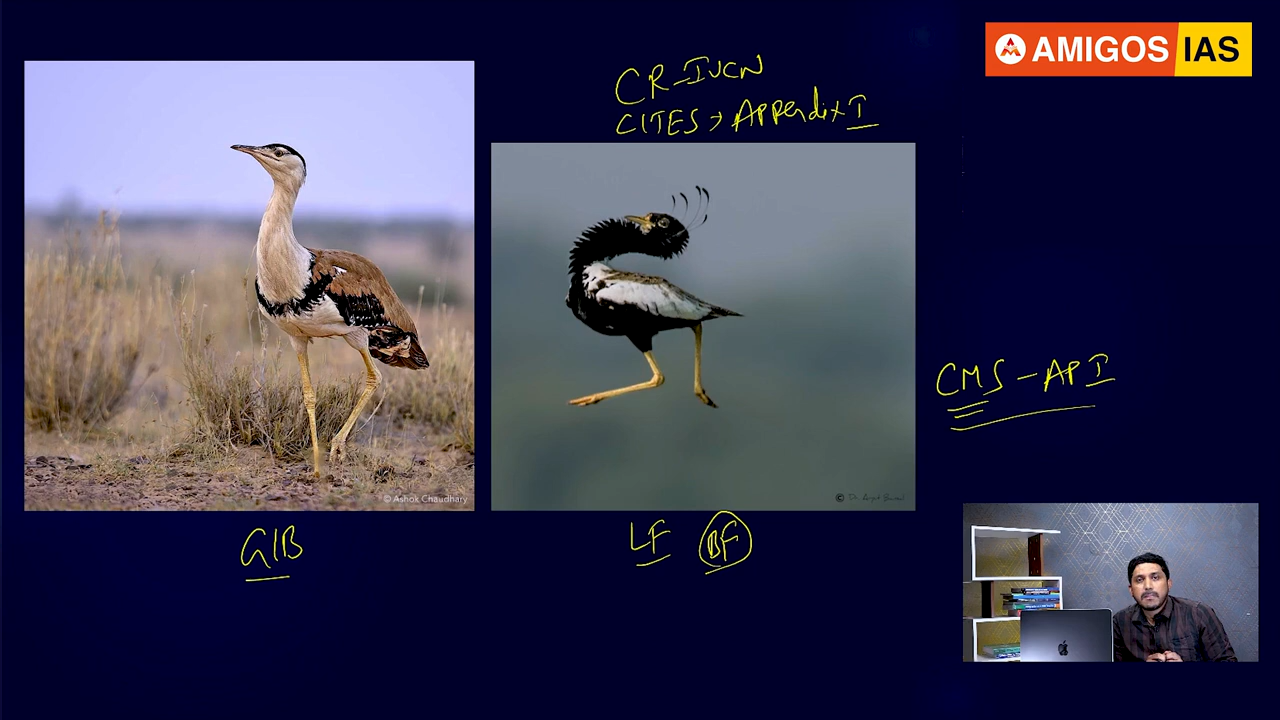 AMIGOS IAS
CR-IUCN
CITES → Appendix I
CMS - AP I
© Ashok Chaudhary
GIB
LF BF